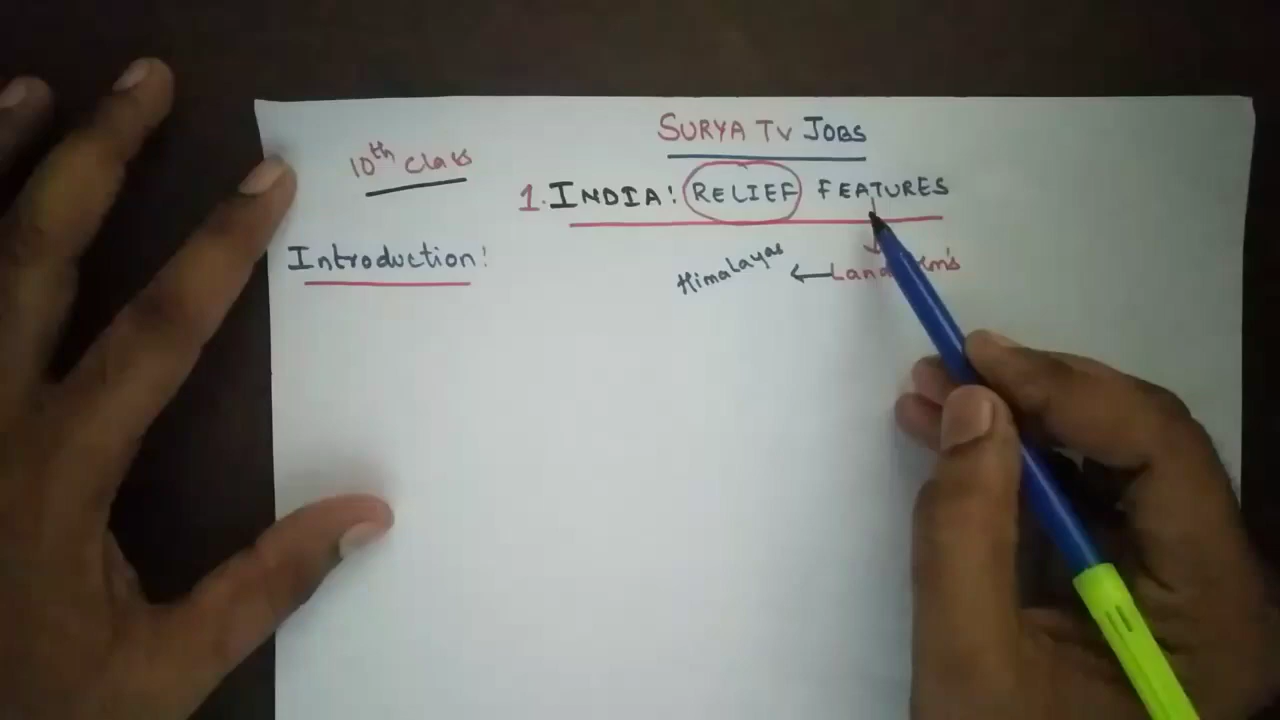 SURYA TV JOBS
10th class
1. INDIA: RELIEF FEATURES
Introduction:
Himalayas ←